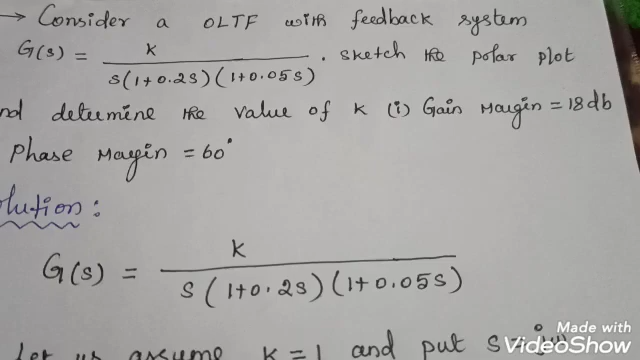 → Consider a OLTF with feedback system
G(s) = K / s(1+0.2s)(1+0.05s) . sketch the polar plot
nd determine the value of K (i) Gain Margin = 18db
Phase Margin = 60°
olution:
G(s) = K / s(1+0.2s)(1+0.05s)
Let us assume K = 1 and put s = jω
Made with
VideoShow